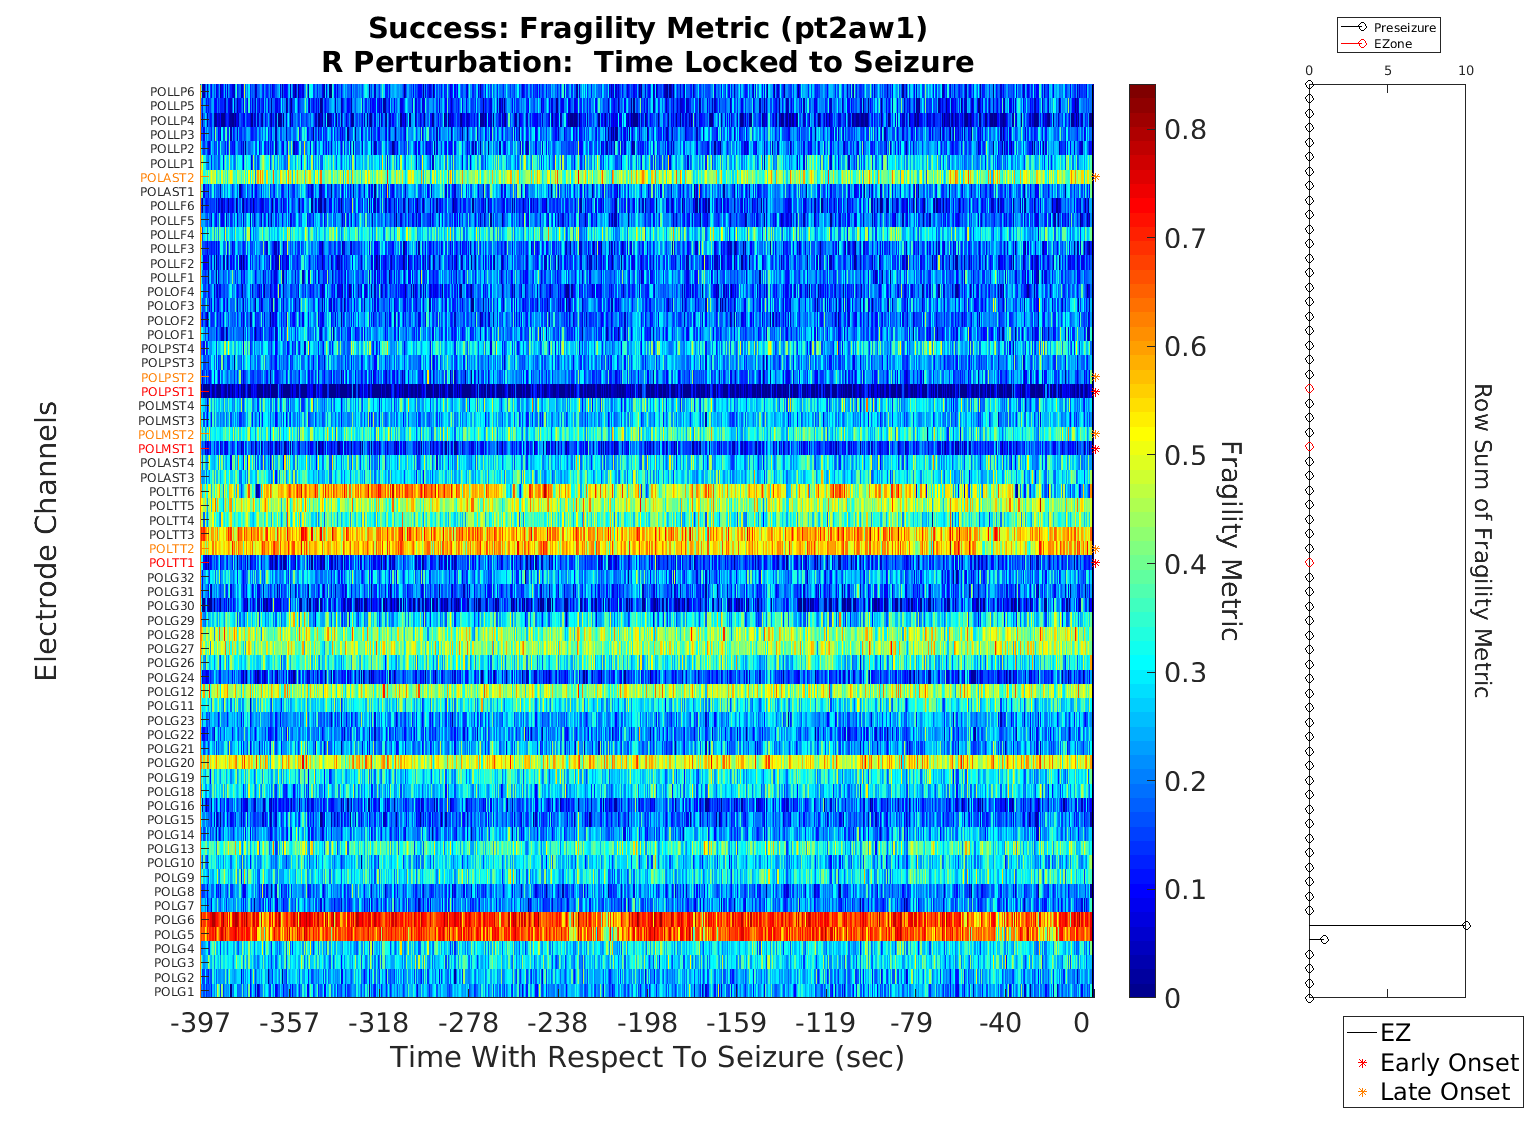 Success: Fragility Metric (pt2aw1)
R Perturbation:  Time Locked to Seizure
Preseizure
EZone
0 5 10
POLLP6
POLLP5
POLLP4
POLLP3
POLLP2
POLLP1
POLAST2
POLAST1
POLLF6
POLLF5
POLLF4
POLLF3
POLLF2
POLLF1
POLOF4
POLOF3
POLOF2
POLOF1
POLPST4
POLPST3
POLPST2
POLPST1
POLMST4
POLMST3
POLMST2
POLMST1
POLAST4
POLAST3
POLTT6
POLTT5
POLTT4
POLTT3
POLTT2
POLTT1
POLG32
POLG31
POLG30
POLG29
POLG28
POLG27
POLG26
POLG24
POLG12
POLG11
POLG23
POLG22
POLG21
POLG20
POLG19
POLG18
POLG16
POLG15
POLG14
POLG13
POLG10
POLG9
POLG8
POLG7
POLG6
POLG5
POLG4
POLG3
POLG2
POLG1
Electrode Channels
-397 -357 -318 -278 -238 -198 -159 -119 -79 -40 0
Time With Respect To Seizure (sec)
0.8
0.7
0.6
0.5
0.4
0.3
0.2
0.1
0
Fragility Metric
Row Sum of Fragility Metric
EZ
Early Onset
Late Onset